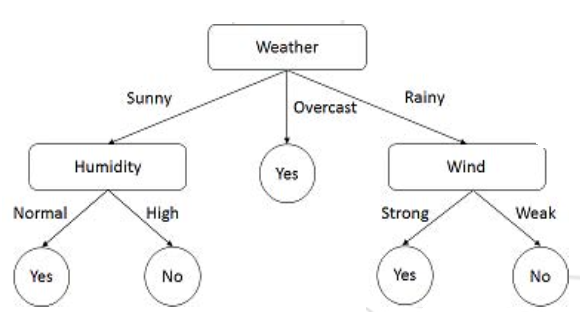 Weather
Sunny
Overcast
Rainy
Humidity
Yes
Wind
Normal
High
Strong
Weak
Yes
No
Yes
No